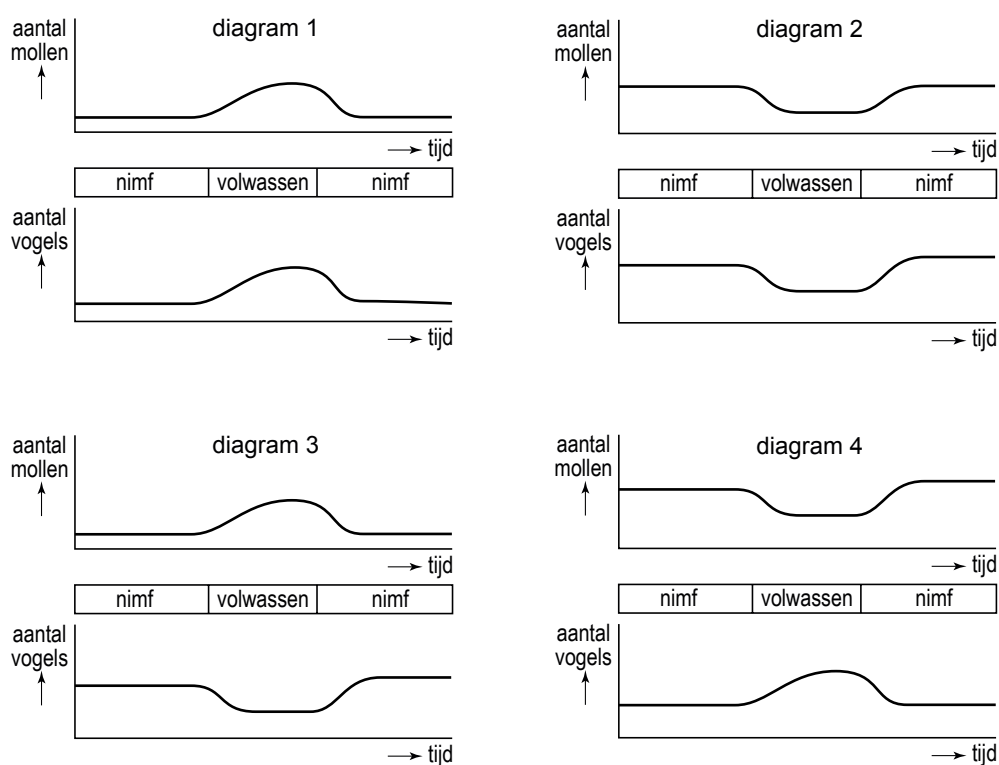 diagram 1
aantal
mollen
tijd
nimf volwassen nimf
aantal
vogels
tijd
diagram 2
aantal
mollen
tijd
nimf volwassen nimf
aantal
vogels
tijd
diagram 3
aantal
mollen
tijd
nimf volwassen nimf
aantal
vogels
tijd
diagram 4
aantal
mollen
tijd
nimf volwassen nimf
aantal
vogels
tijd